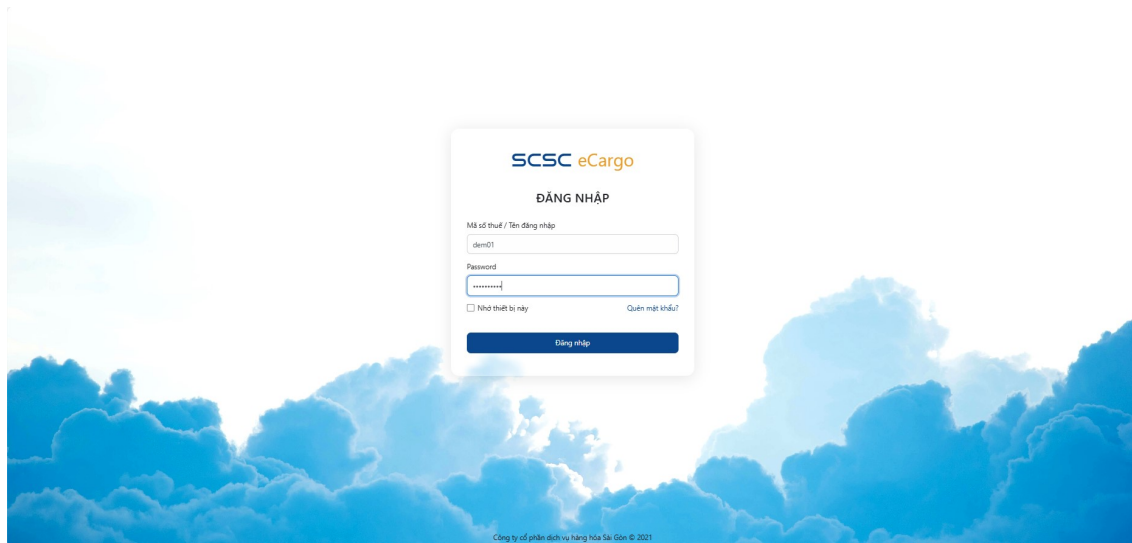 SCSC eCargo
ĐĂNG NHẬP
Mã số thuế / Tên đăng nhập
dem01
Password
••••••••••
Nhớ thiết bị này
Quên mật khẩu?
Đăng nhập
Công ty cổ phần dịch vụ hàng hóa Sài Gòn © 2021